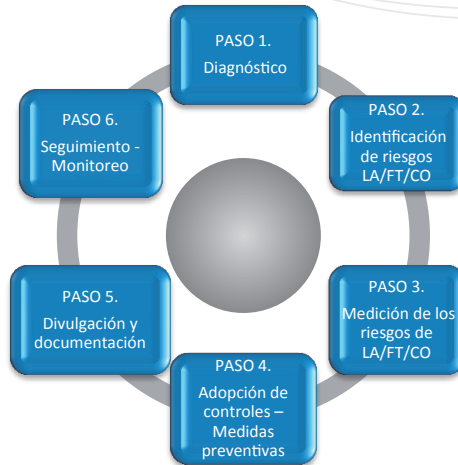 PASO 1.
Diagnóstico
PASO 2.
Identificación
de riesgos
LA/FT/CO
PASO 3.
Medición de los
riesgos de
LA/FT/CO
PASO 4.
Adopción de
controles –
Medidas
preventivas
PASO 5.
Divulgación y
documentación
PASO 6.
Seguimiento -
Monitoreo